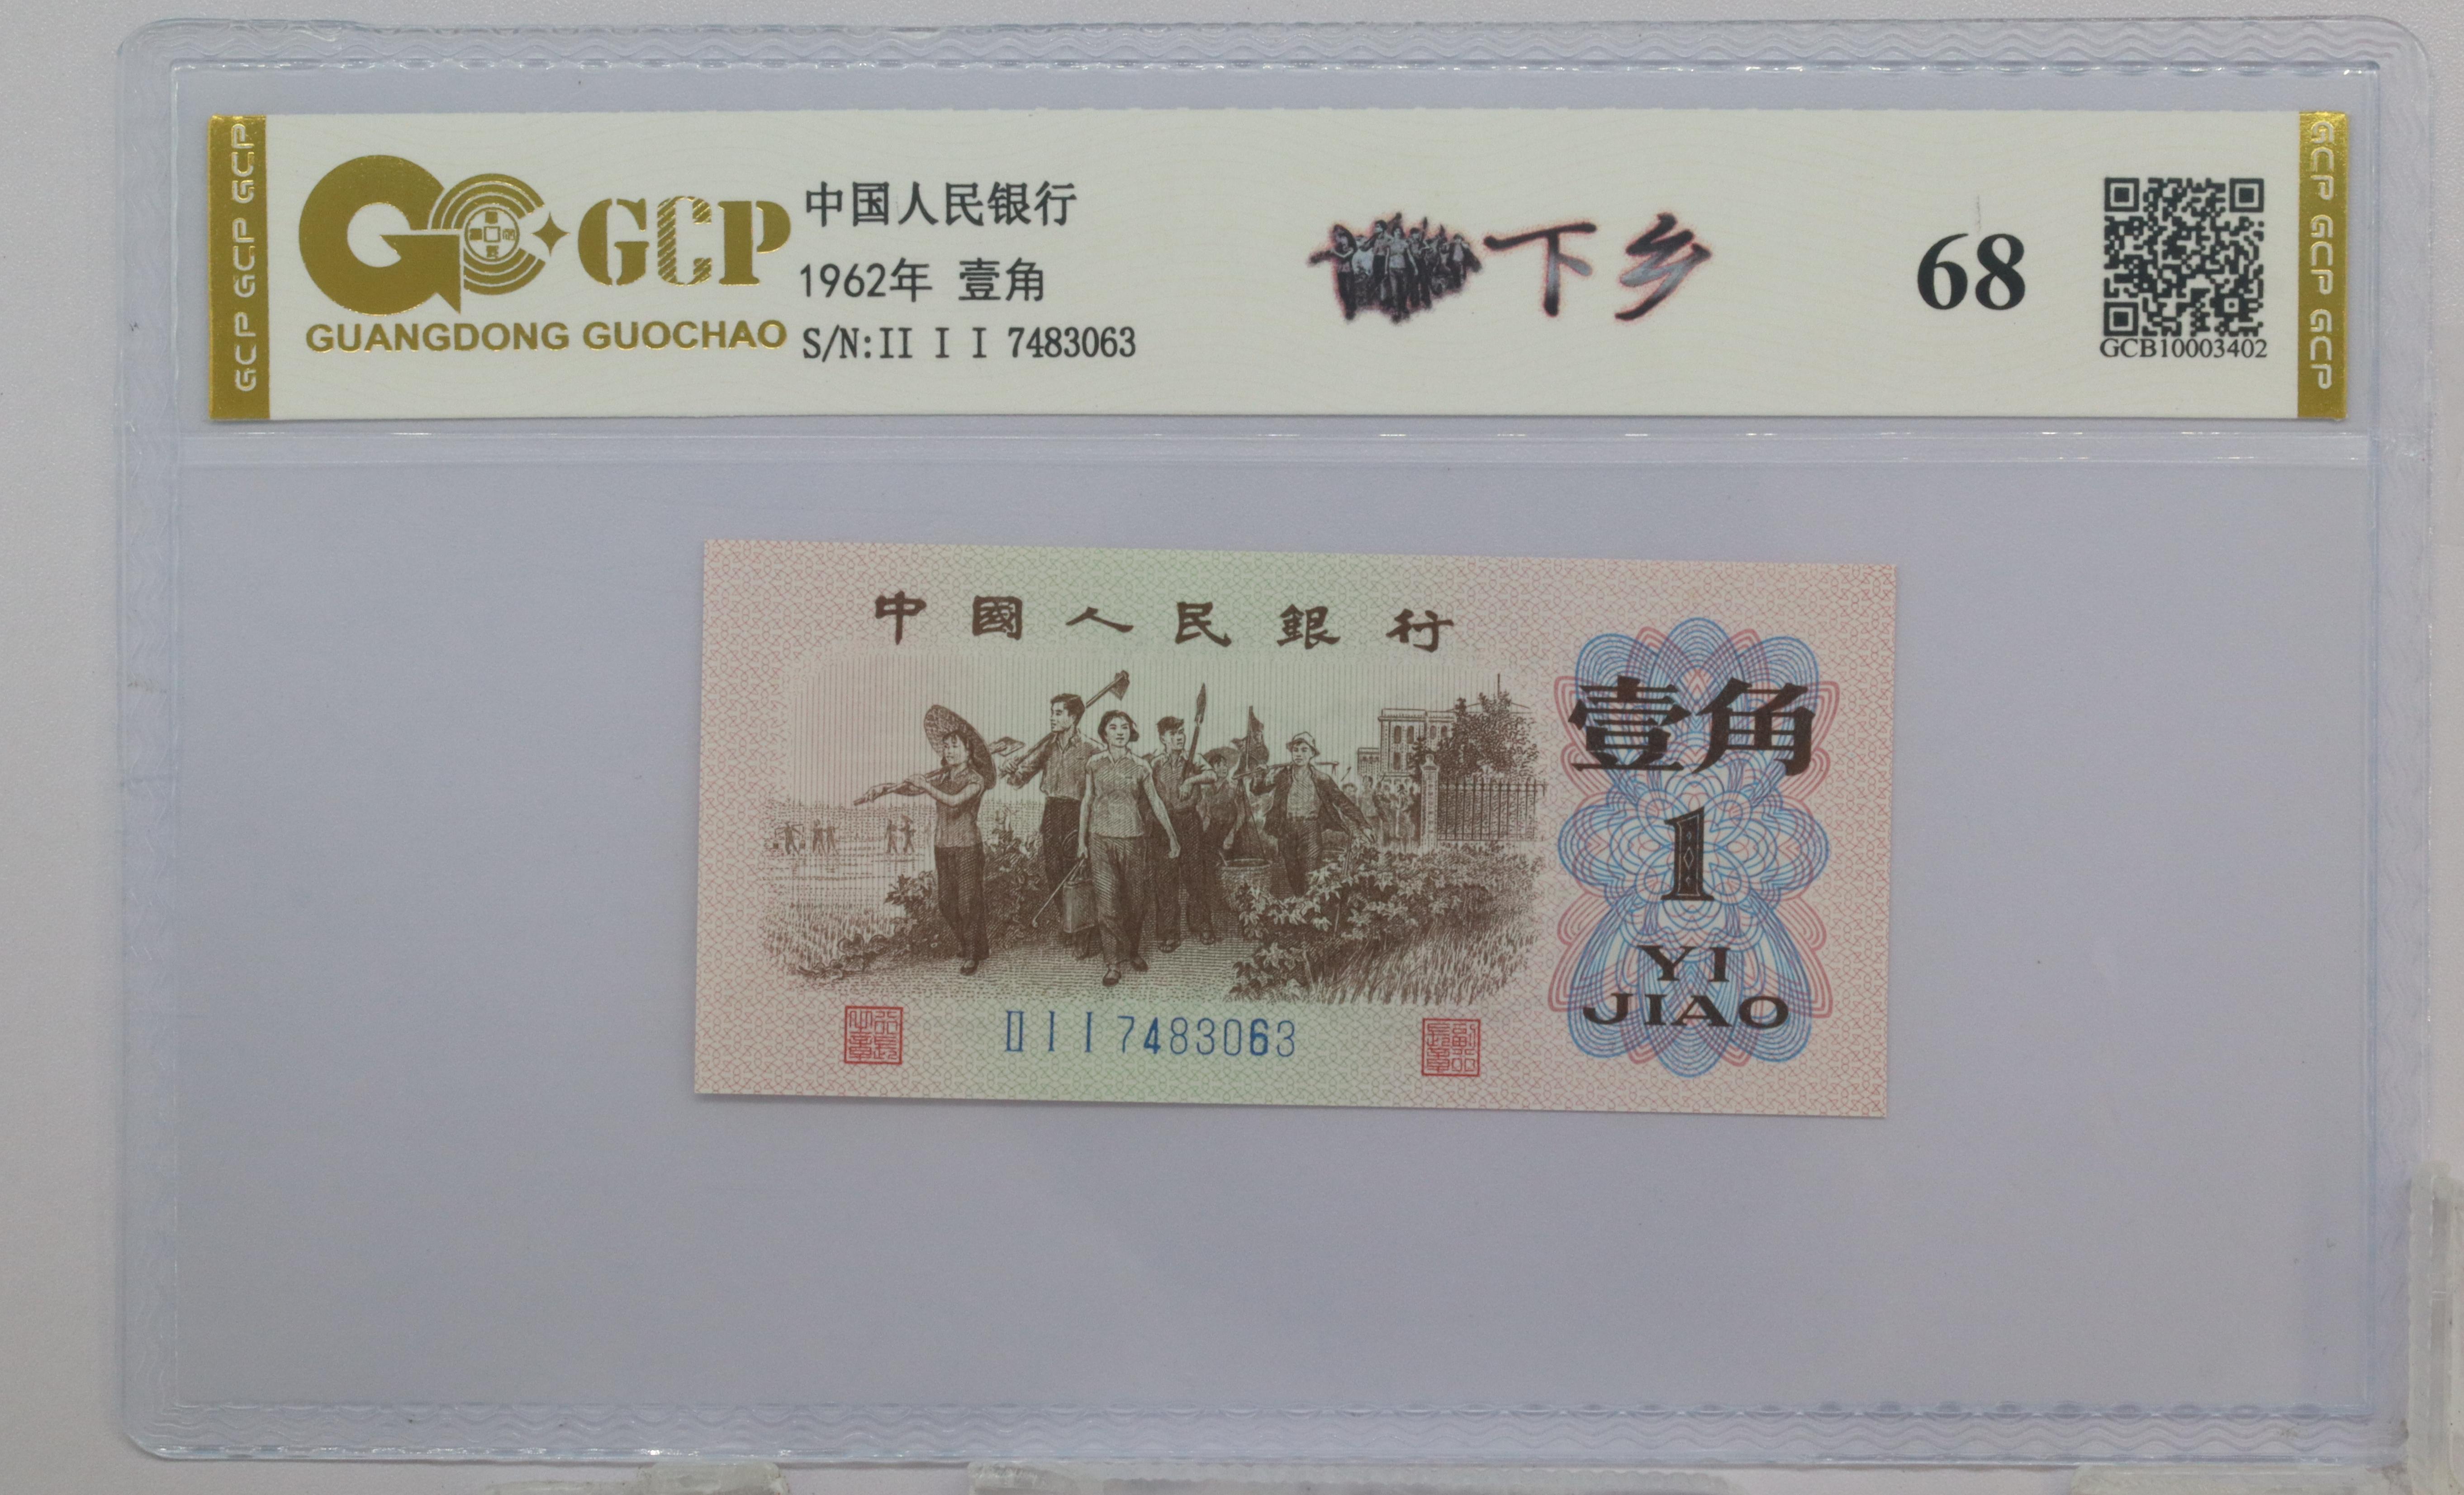 GCP GCP GCP
GCP
GUANGDONG GUOCHAO
中国人民银行
1962年 壹角
S/N:II I I 7483063
下乡
68
GCB10003402
GCP GCP GCP
中國人民銀行
壹角
1
YI
JIAO
II I I 7483063